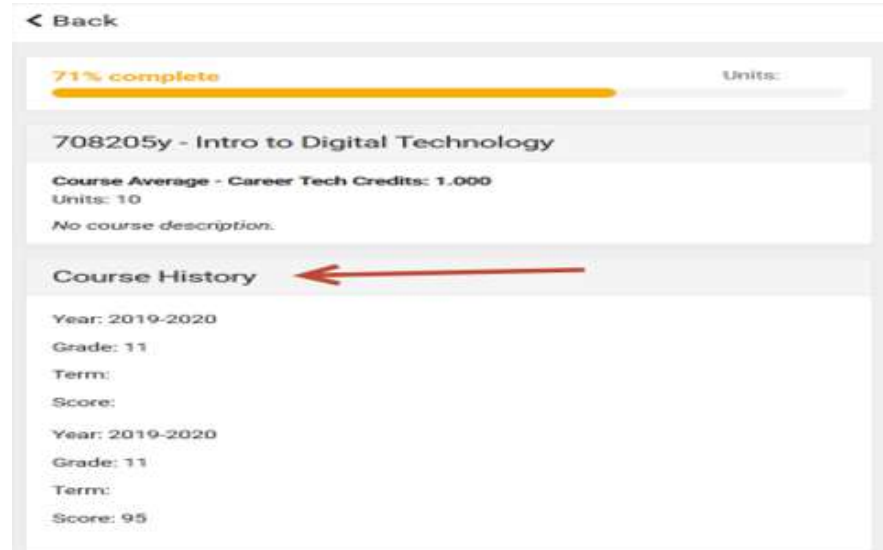 Back
71% complete Units:
708205y - Intro to Digital Technology
Course Average - Career Tech Credits: 1.000
Units: 10
No course description.
Course History
Year: 2019-2020
Grade: 11
Term:
Score:
Year: 2019-2020
Grade: 11
Term:
Score: 95